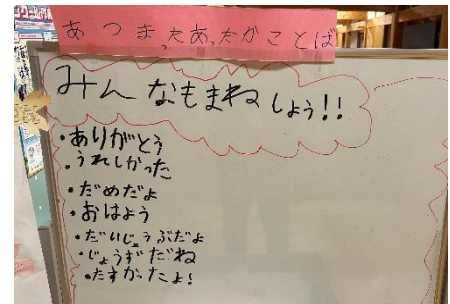 あつまったあったかことば
みんなもまねしよう!!
・ありがとう
・うれしかった
・だめだよ
・おはよう
・だいじょうぶだよ
・じょうずだね
・たすかったよ!